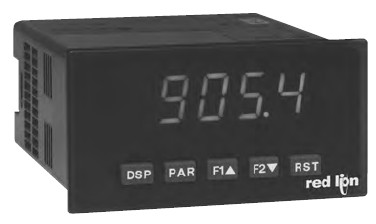 905.4
DSP PAR F1▲ F2▼ RST
red lion